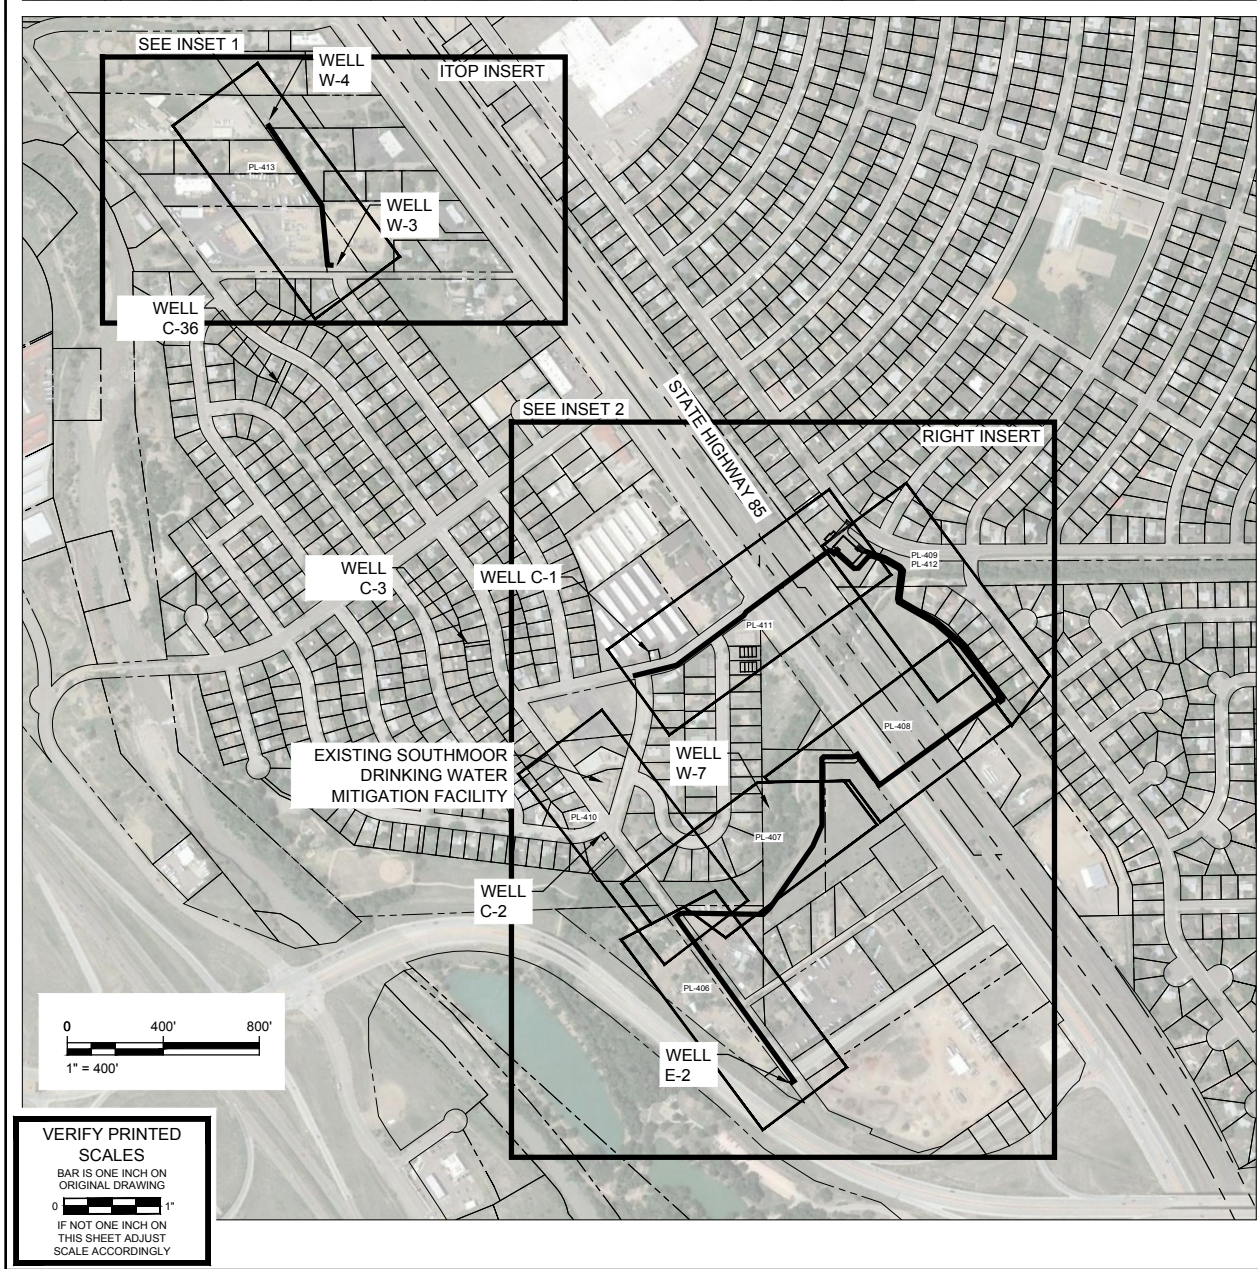 SEE INSET 1
WELL
W-4
ITOP INSERT
PL-413
WELL
W-3
WELL
C-36
STATE HIGHWAY 85
SEE INSET 2
RIGHT INSERT
WELL
C-3
WELL C-1
PL-409
PL-412
PL-411
EXISTING SOUTHMOOR
DRINKING WATER
MITIGATION FACILITY
WELL
W-7
PL-408
PL-410
PL-407
WELL
C-2
PL-406
WELL
E-2
0 400' 800'
1" = 400'
VERIFY PRINTED
SCALES
BAR IS ONE INCH ON
ORIGINAL DRAWING
0 1"
IF NOT ONE INCH ON
THIS SHEET ADJUST
SCALE ACCORDINGLY